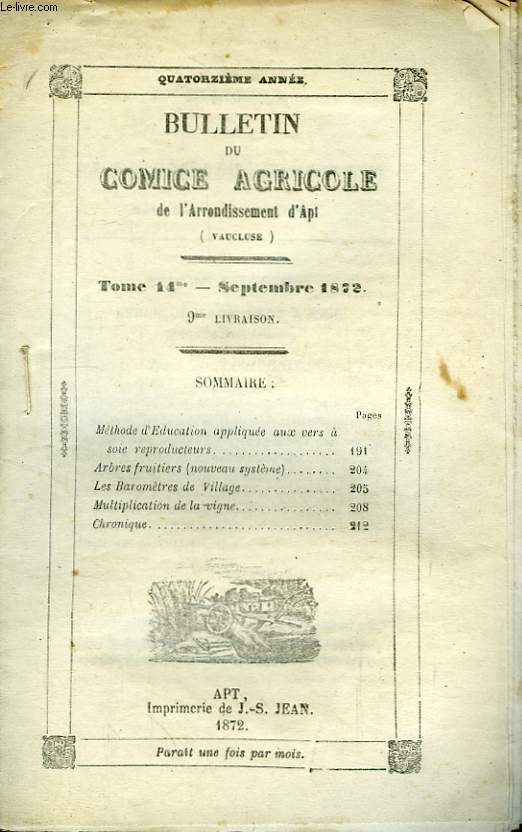 Le-livre.com
QUATORZIÈME ANNÉE.
BULLETIN
DU
COMICE AGRICOLE
de l'Arrondissement d'Apt
( VAUCLUSE )
Tome 14me — Septembre 1872.
9me LIVRAISON.
SOMMAIRE :
Pages
Méthode d'Education appliquée aux vers à
soie reproducteurs................... 191
Arbres fruitiers (nouveau système)........ 204
Les Baromètres de Village............... 205
Multiplication de la vigne................ 208
Chronique............................. 212
APT,
Imprimerie de J.-S. JEAN.
1872.
Parait une fois par mois.